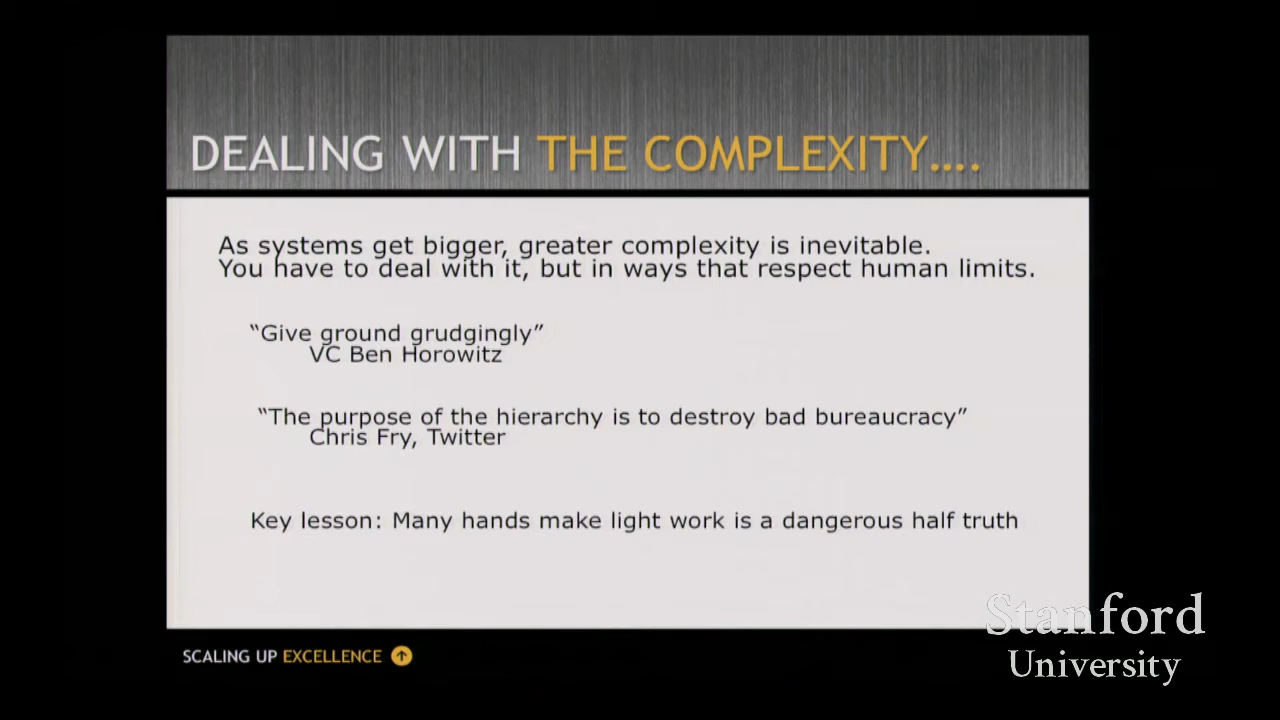 DEALING WITH THE COMPLEXITY....
As systems get bigger, greater complexity is inevitable.
You have to deal with it, but in ways that respect human limits.
“Give ground grudgingly”
VC Ben Horowitz
“The purpose of the hierarchy is to destroy bad bureaucracy”
Chris Fry, Twitter
Key lesson: Many hands make light work is a dangerous half truth
SCALING UP EXCELLENCE
Stanford
University